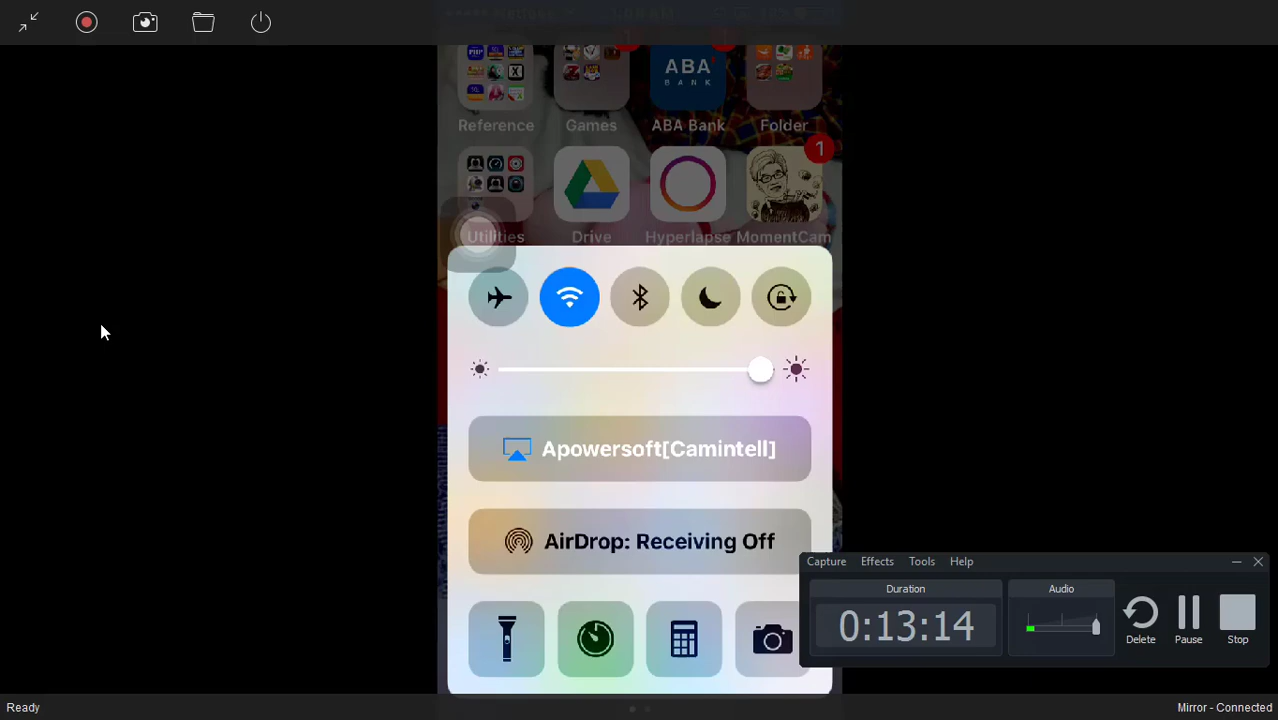 Reference Games ABA Bank Folder
ABA
BANK
1
Utilities Drive Hyperlapse MomentCam
Apowersoft[Camintell]
AirDrop: Receiving Off
Capture Effects Tools Help
Duration Audio
0:13:14
Delete Pause Stop
Ready Mirror - Connected